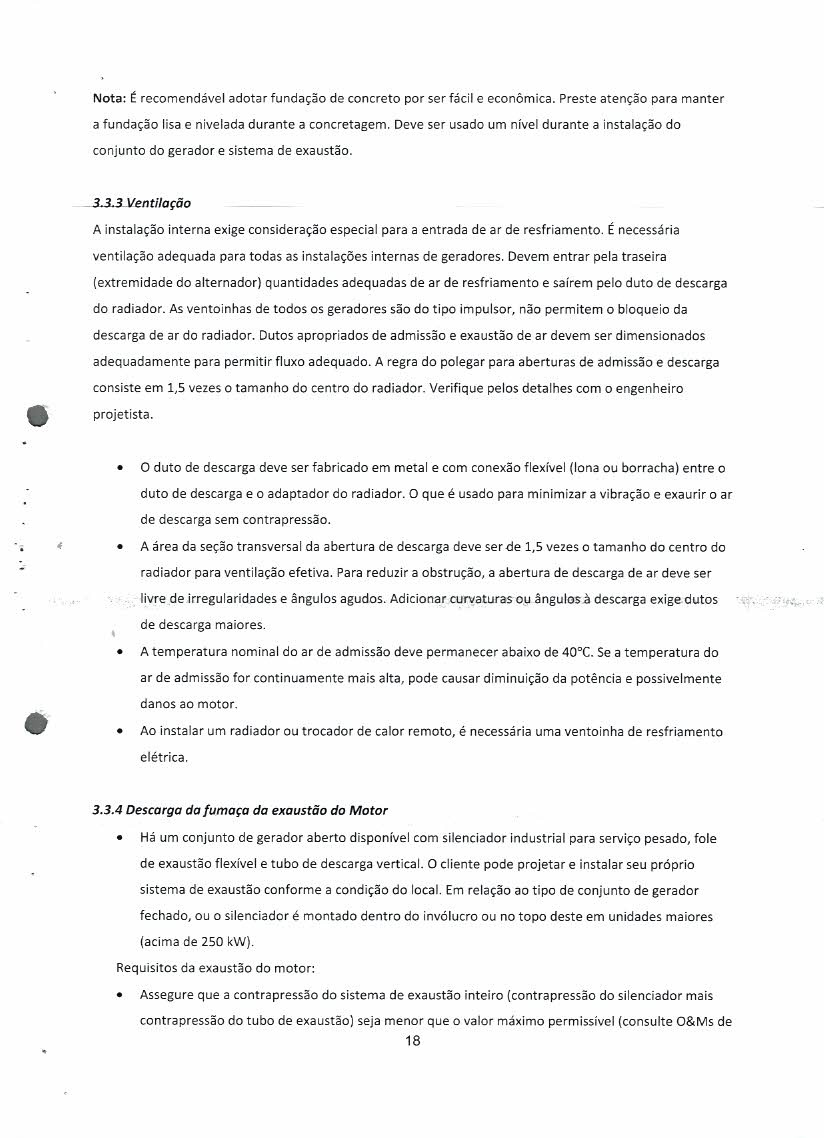 Nota: É recomendável adotar fundação de concreto por ser fácil e econômica. Preste atenção para manter
a fundação lisa e nivelada durante a concretagem. Deve ser usado um nível durante a instalação do
conjunto do gerador e sistema de exaustão.
3.3.3 Ventilação
A instalação interna exige consideração especial para a entrada de ar de resfriamento. É necessária
ventilação adequada para todas as instalações internas de geradores. Devem entrar pela traseira
(extremidade do alternador) quantidades adequadas de ar de resfriamento e saírem pelo duto de descarga
do radiador. As ventoinhas de todos os geradores são do tipo impulsor, não permitem o bloqueio da
descarga de ar do radiador. Dutos apropriados de admissão e exaustão de ar devem ser dimensionados
adequadamente para permitir fluxo adequado. A regra do polegar para aberturas de admissão e descarga
consiste em 1,5 vezes o tamanho do centro do radiador. Verifique pelos detalhes com o engenheiro
projetista.
• O duto de descarga deve ser fabricado em metal e com conexão flexível (lona ou borracha) entre o
duto de descarga e o adaptador do radiador. O que é usado para minimizar a vibração e exaurir o ar
de descarga sem contrapressão.
• A área da seção transversal da abertura de descarga deve ser de 1,5 vezes o tamanho do centro do
radiador para ventilação efetiva. Para reduzir a obstrução, a abertura de descarga de ar deve ser
livre de irregularidades e ângulos agudos. Adicionar curvaturas ou ângulos à descarga exige dutos
de descarga maiores.
• A temperatura nominal do ar de admissão deve permanecer abaixo de 40°C. Se a temperatura do
ar de admissão for continuamente mais alta, pode causar diminuição da potência e possivelmente
danos ao motor.
• Ao instalar um radiador ou trocador de calor remoto, é necessária uma ventoinha de resfriamento
elétrica.
3.3.4 Descarga da fumaça da exaustão do Motor
• Há um conjunto de gerador aberto disponível com silenciador industrial para serviço pesado, fole
de exaustão flexível e tubo de descarga vertical. O cliente pode projetar e instalar seu próprio
sistema de exaustão conforme a condição do local. Em relação ao tipo de conjunto de gerador
fechado, ou o silenciador é montado dentro do invólucro ou no topo deste em unidades maiores
(acima de 250 kW).
Requisitos da exaustão do motor:
• Assegure que a contrapressão do sistema de exaustão inteiro (contrapressão do silenciador mais
contrapressão do tubo de exaustão) seja menor que o valor máximo permissível (consulte O&Ms de
18